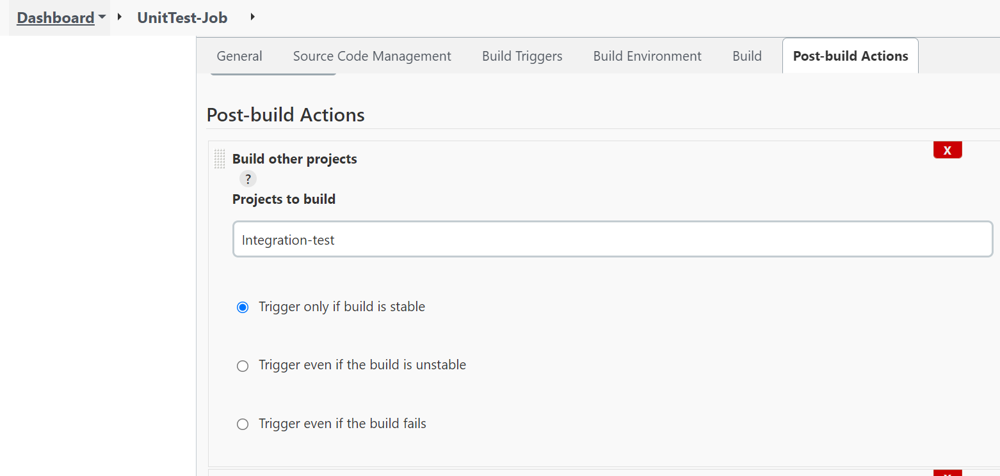 Dashboard UnitTest-Job
General Source Code Management Build Triggers Build Environment Build Post-build Actions
Post-build Actions
Build other projects X
?
Projects to build
Integration-test
Trigger only if build is stable
Trigger even if the build is unstable
Trigger even if the build fails
X